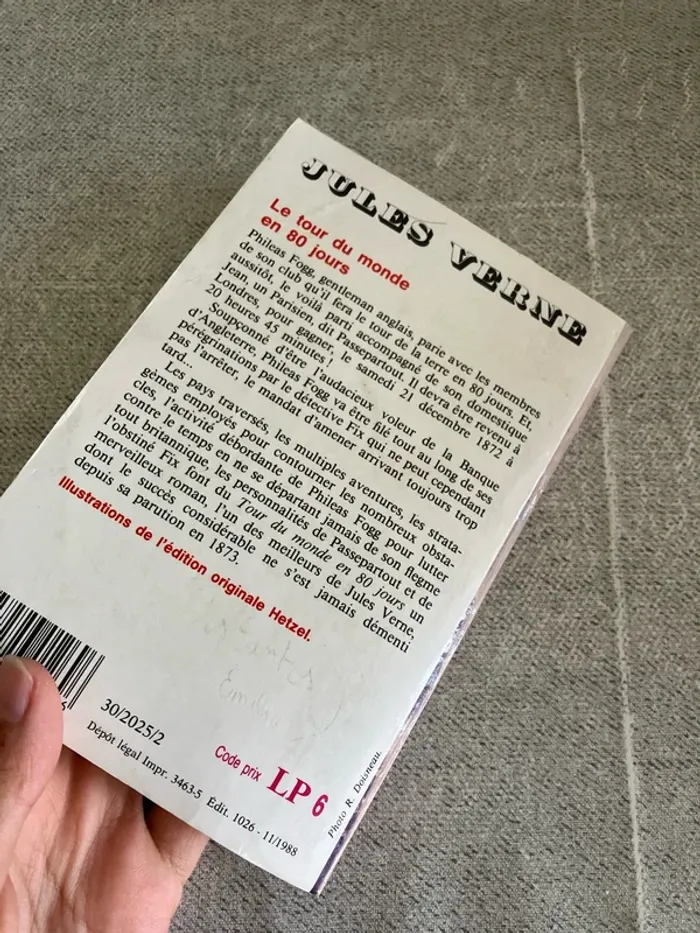 JULES VERNE
Le tour du monde
en 80 jours
Phileas Fogg, gentleman anglais, parie avec les membres
de son club qu'il fera le tour de la terre en 80 jours. Et,
aussitôt, le voilà parti accompagné de son domestique
Jean, un Parisien, dit Passepartout. Il devra être revenu à
Londres, pour gagner, le samedi 21 décembre 1872 à
20 heures 45 minutes !
Soupçonné d'être l'audacieux voleur de la Banque
d'Angleterre, Phileas Fogg va être filé tout au long de ses
pérégrinations par le détective Fix qui ne peut cependant
pas l'arrêter, le mandat d'amener arrivant toujours trop
tard...
Les pays traversés, les multiples aventures, les strata-
gèmes employés pour contourner les nombreux obsta-
cles, l'activité débordante de Phileas Fogg pour lutter
contre le temps en ne se départant jamais de son flegme
tout britannique, les personnalités de Passepartout et de
l'obstiné Fix font du Tour du monde en 80 jours un
merveilleux roman, l'un des meilleurs de Jules Verne,
dont le succès considérable ne s'est jamais démenti
depuis sa parution en 1873.
Illustrations de l'édition originale Hetzel.
30/2025/2
Code prix LP 6
Dépôt légal Impr. 3463-5 Édit. 1026 - 11/1988
Photo R. Doisneau.